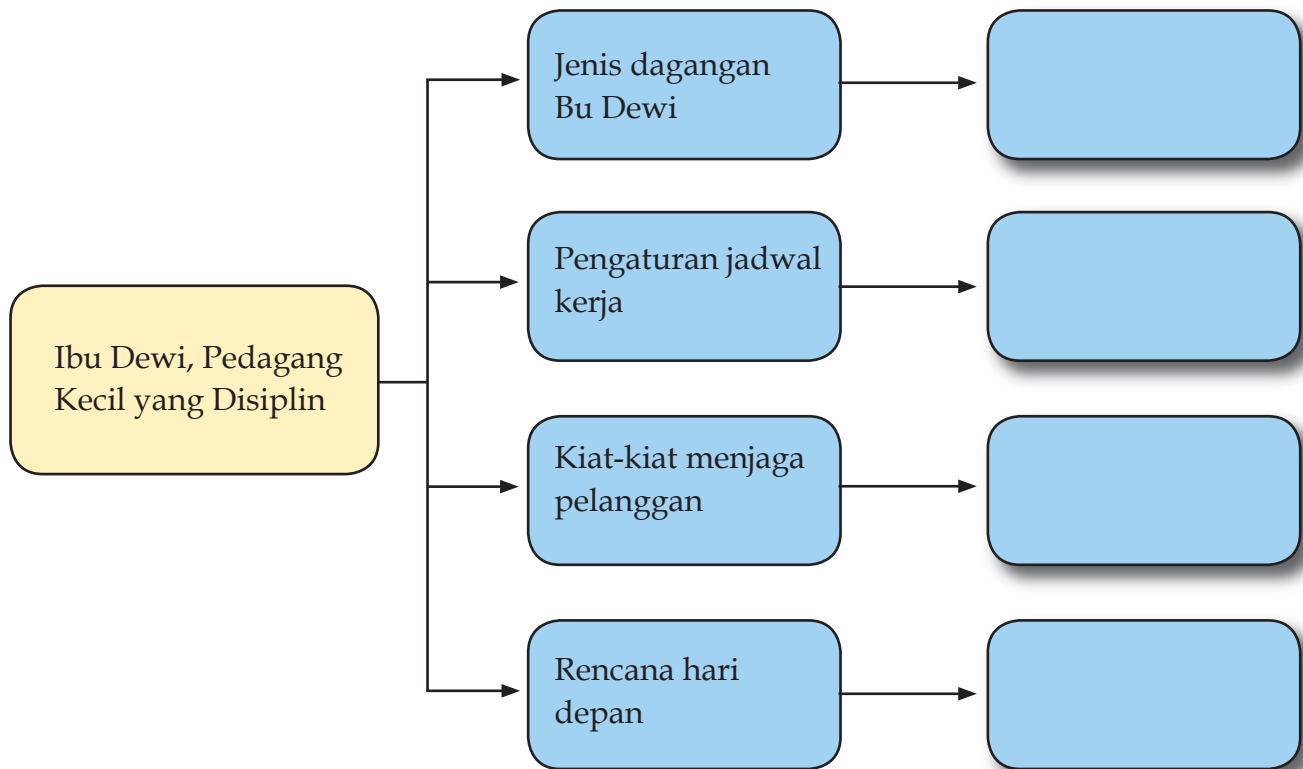 Jenis dagangan
Bu Dewi
Pengaturan jadwal
kerja
Ibu Dewi, Pedagang
Kecil yang Disiplin
Kiat-kiat menjaga
pelanggan
Rencana hari
depan